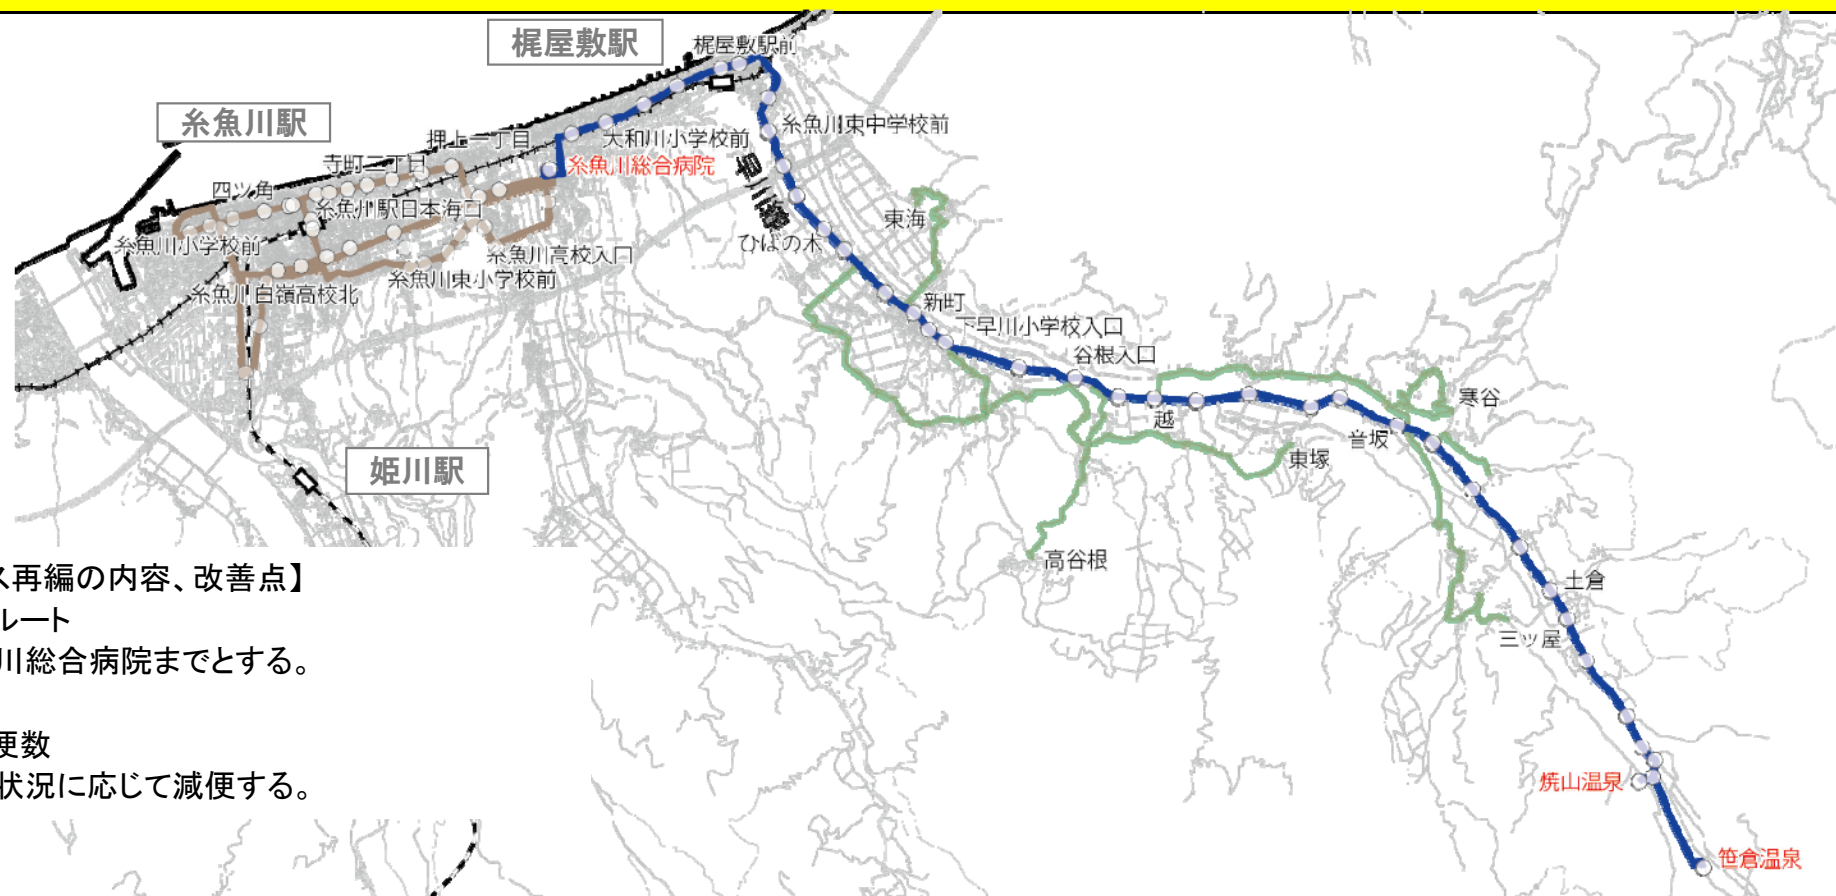 梶屋敷駅
梶屋敷駅前
糸魚川駅
押上一丁目
大和川小学校前
糸魚川東中学校前
寺町三丁目
糸魚川総合病院
早川線
四ツ角
糸魚川駅日本海口
東海
糸魚川小学校前
糸魚川高校入口
ひばの木
糸魚川東小学校前
糸魚川白嶺高校北
新町
下早川小学校入口
谷根入口
寒谷
越
音坂
東塚
姫川駅
高谷根
ス再編の内容、改善点】
ルート
土倉
川総合病院までとする。
三ッ屋
便数
状況に応じて減便する。
焼山温泉
笹倉温泉